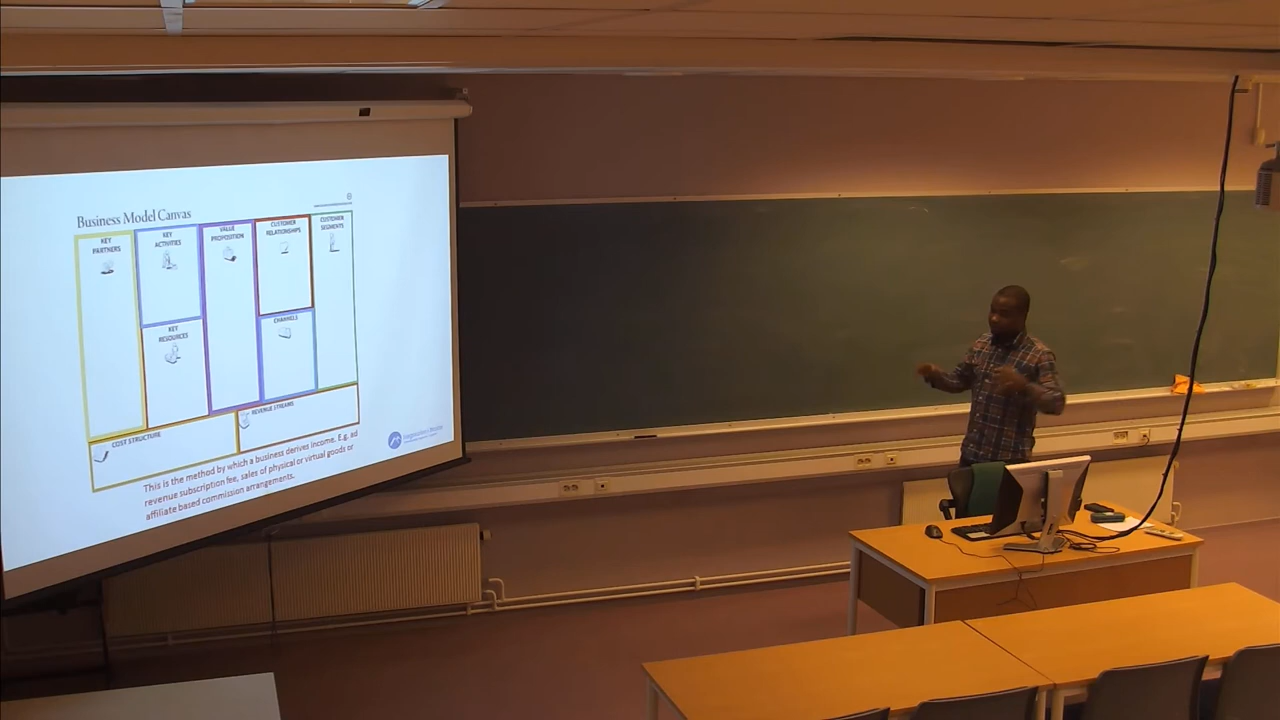 Business Model Canvas
KEY
PARTNERS
KEY
ACTIVITIES
VALUE
PROPOSITION
CUSTOMER
RELATIONSHIPS
CUSTOMER
SEGMENTS
KEY
RESOURCES
CHANNELS
COST STRUCTURE
REVENUE STREAMS
This is the method by which a business derives income. E.g. ad
revenue subscription fee, sales of physical or virtual goods or
affiliate based commission arrangements.